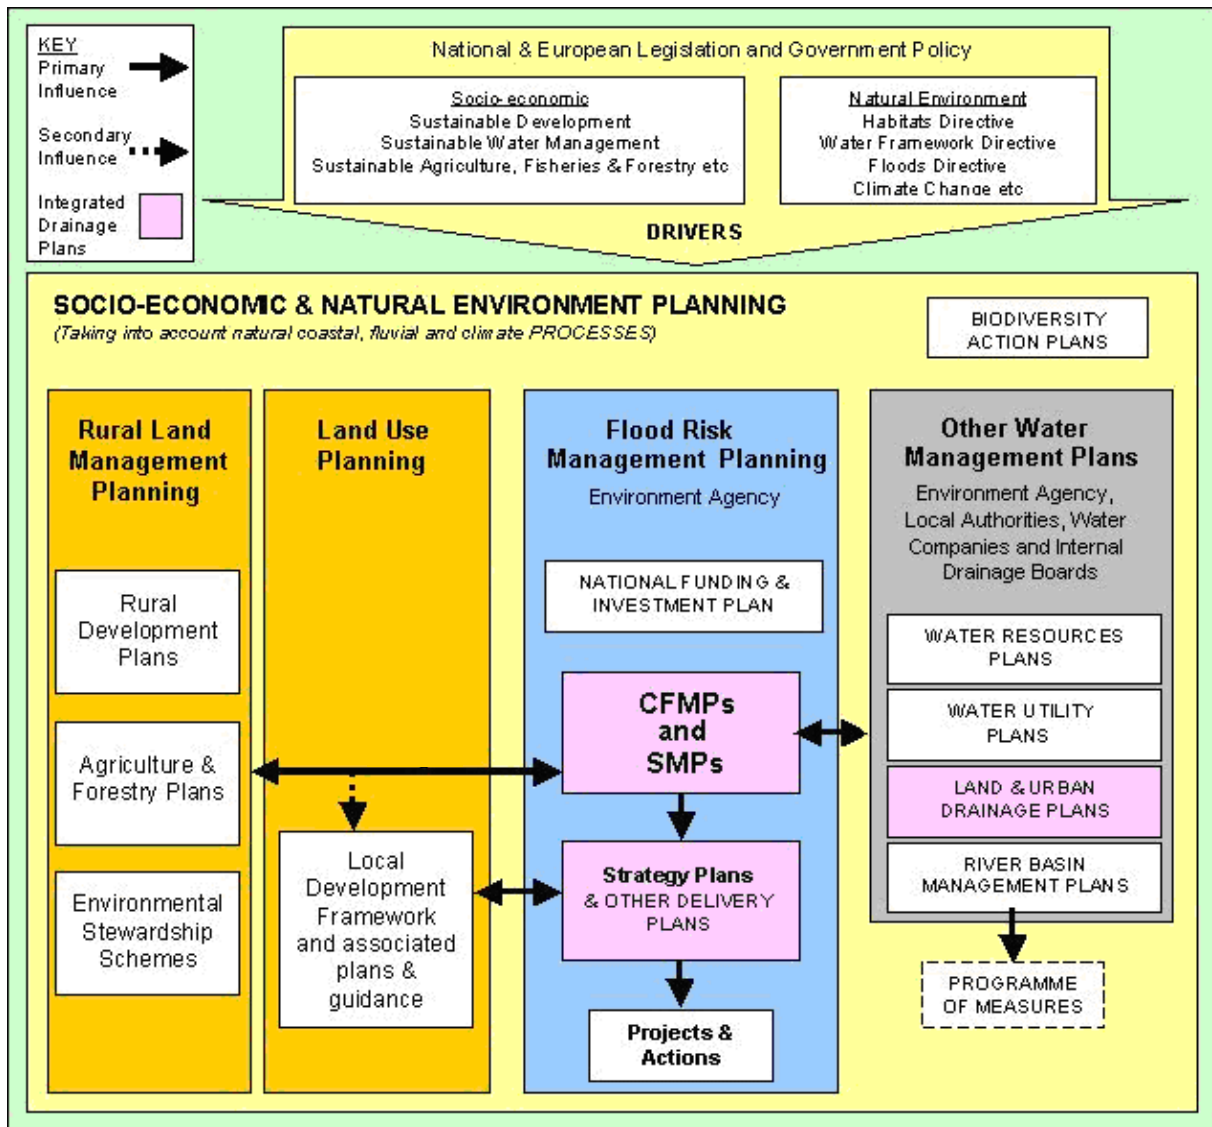 KEY
Primary
Influence
Secondary
Influence
Integrated
Drainage
Plans
National & European Legislation and Government Policy
Socio-economic
Sustainable Development
Sustainable Water Management
Sustainable Agriculture, Fisheries & Forestry etc
Natural Environment
Habitats Directive
Water Framework Directive
Floods Directive
Climate Change etc
DRIVERS
SOCIO-ECONOMIC & NATURAL ENVIRONMENT PLANNING
(Taking into account natural coastal, fluvial and climate PROCESSES)
BIODIVERSITY
ACTION PLANS
Rural Land
Management
Planning
Rural
Development
Plans
Agriculture &
Forestry Plans
Environmental
Stewardship
Schemes
Land Use
Planning
Local
Development
Framework
and associated
plans &
guidance
Flood Risk
Management Planning
Environment Agency
NATIONAL FUNDING &
INVESTMENT PLAN
CFMPs
and
SMPs
Strategy Plans
& OTHER DELIVERY
PLANS
Projects &
Actions
Other Water
Management Plans
Environment Agency,
Local Authorities, Water
Companies and Internal
Drainage Boards
WATER RESOURCES
PLANS
WATER UTILITY
PLANS
LAND & URBAN
DRAINAGE PLANS
RIVER BASIN
MANAGEMENT PLANS
PROGRAMME
OF MEASURES